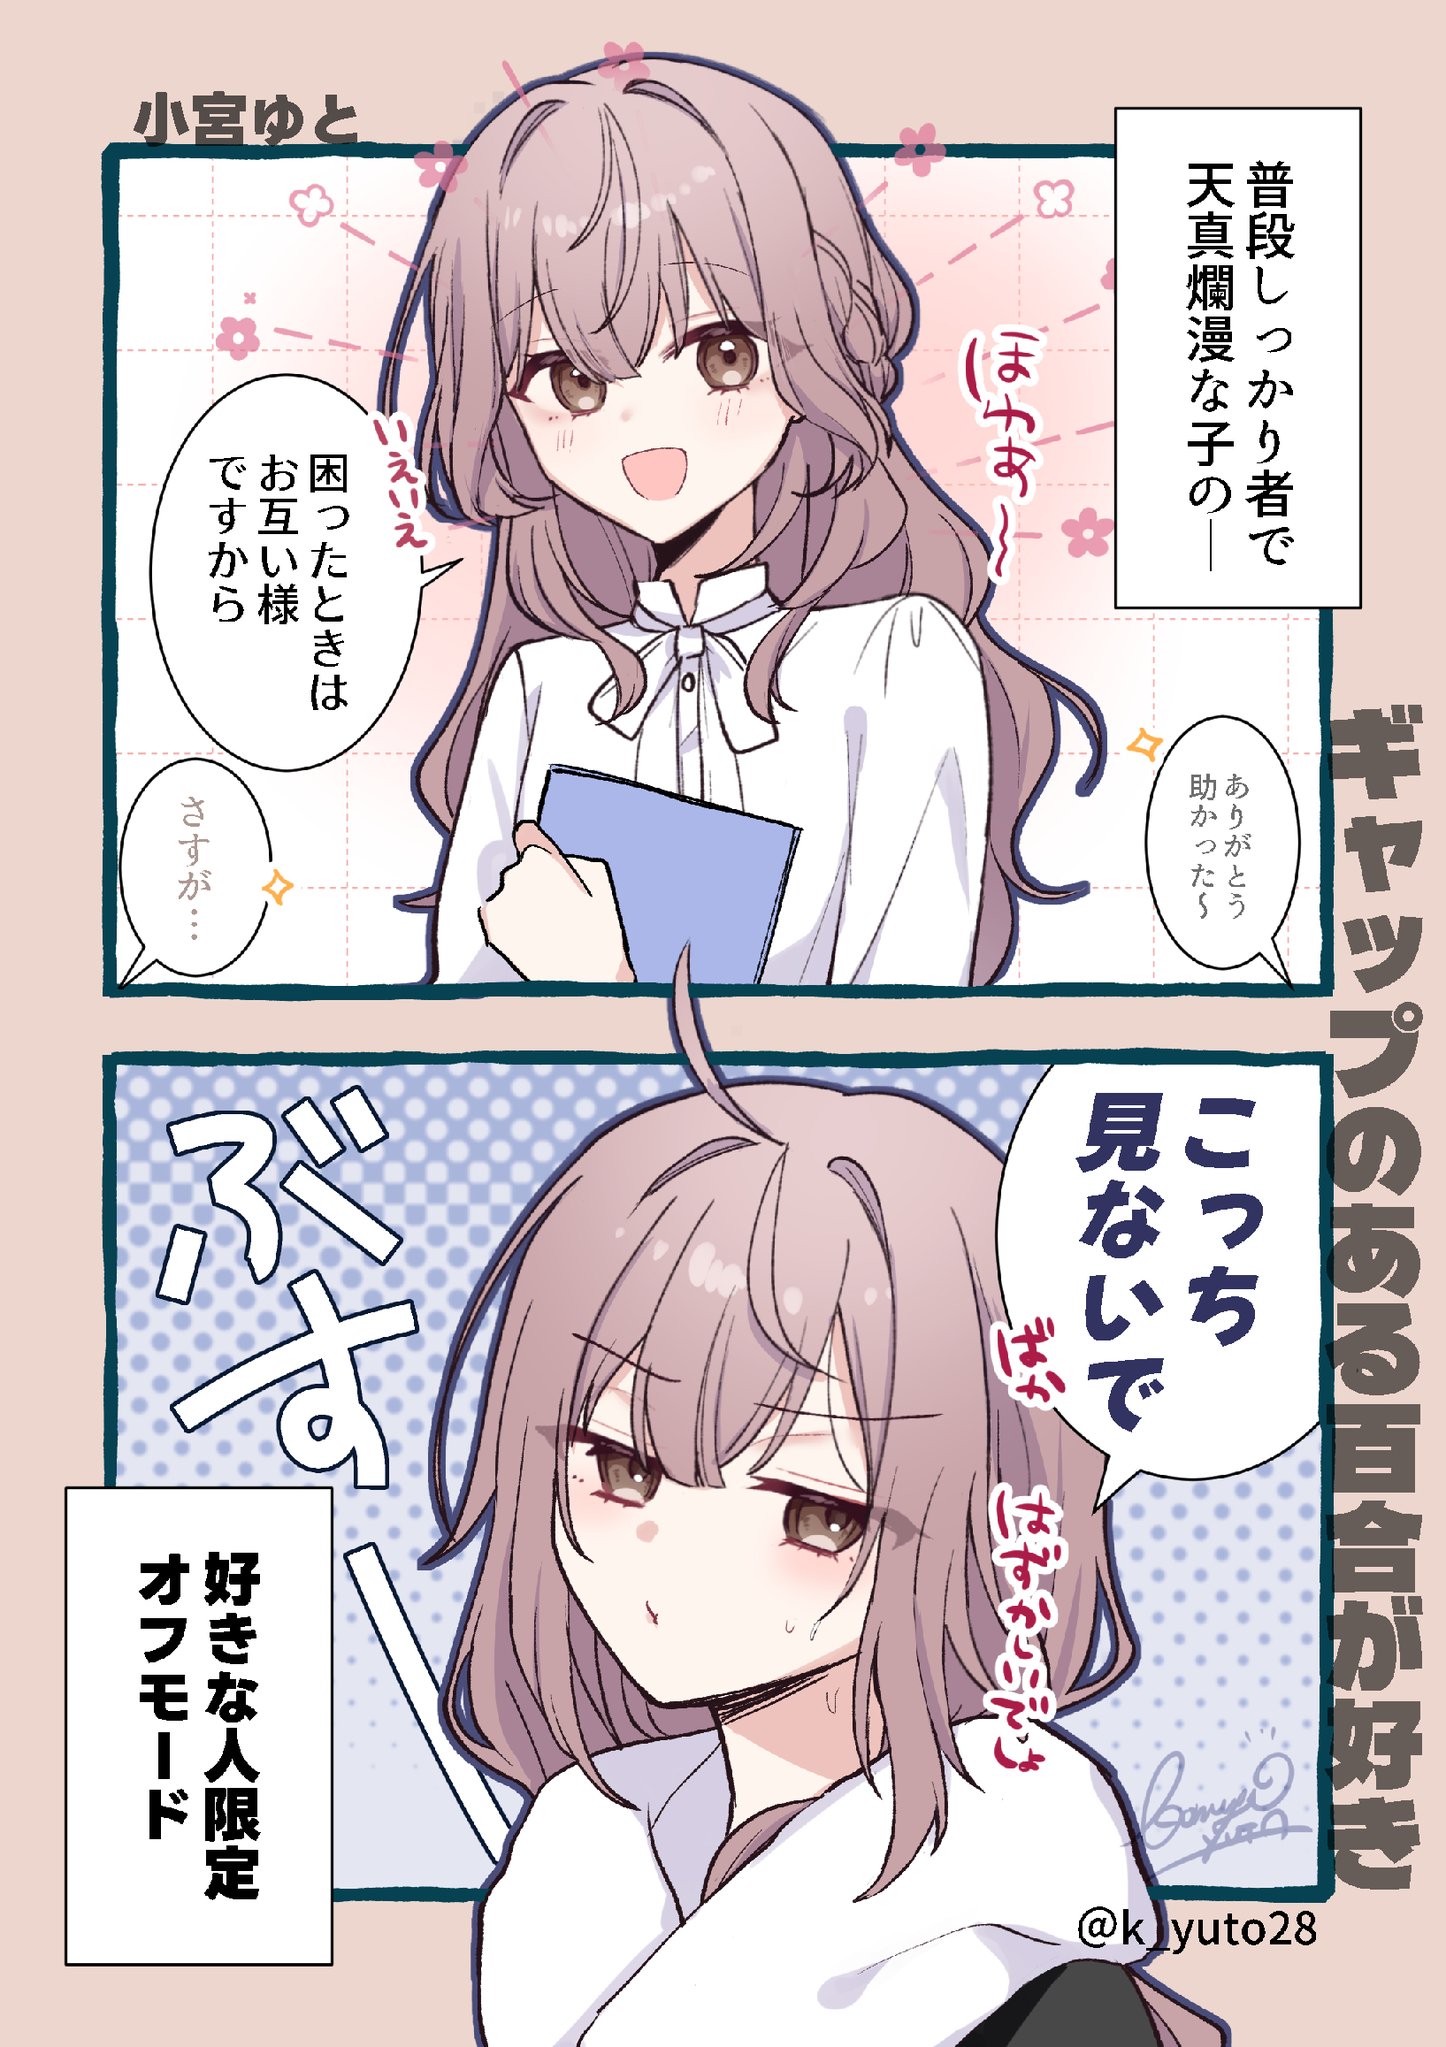 小宮ゆと
普段しっかり者で
天真爛漫な子の―
ほわあ～
いえいえ
困ったときは
お互い様
ですから
ありがとう
助かった～
さすが…
ギャップのある百合が好き
こっち
見ないで
ばか
はずかしいでしょ
ぶすー
好きな人限定
オフモード
@k_yuto28